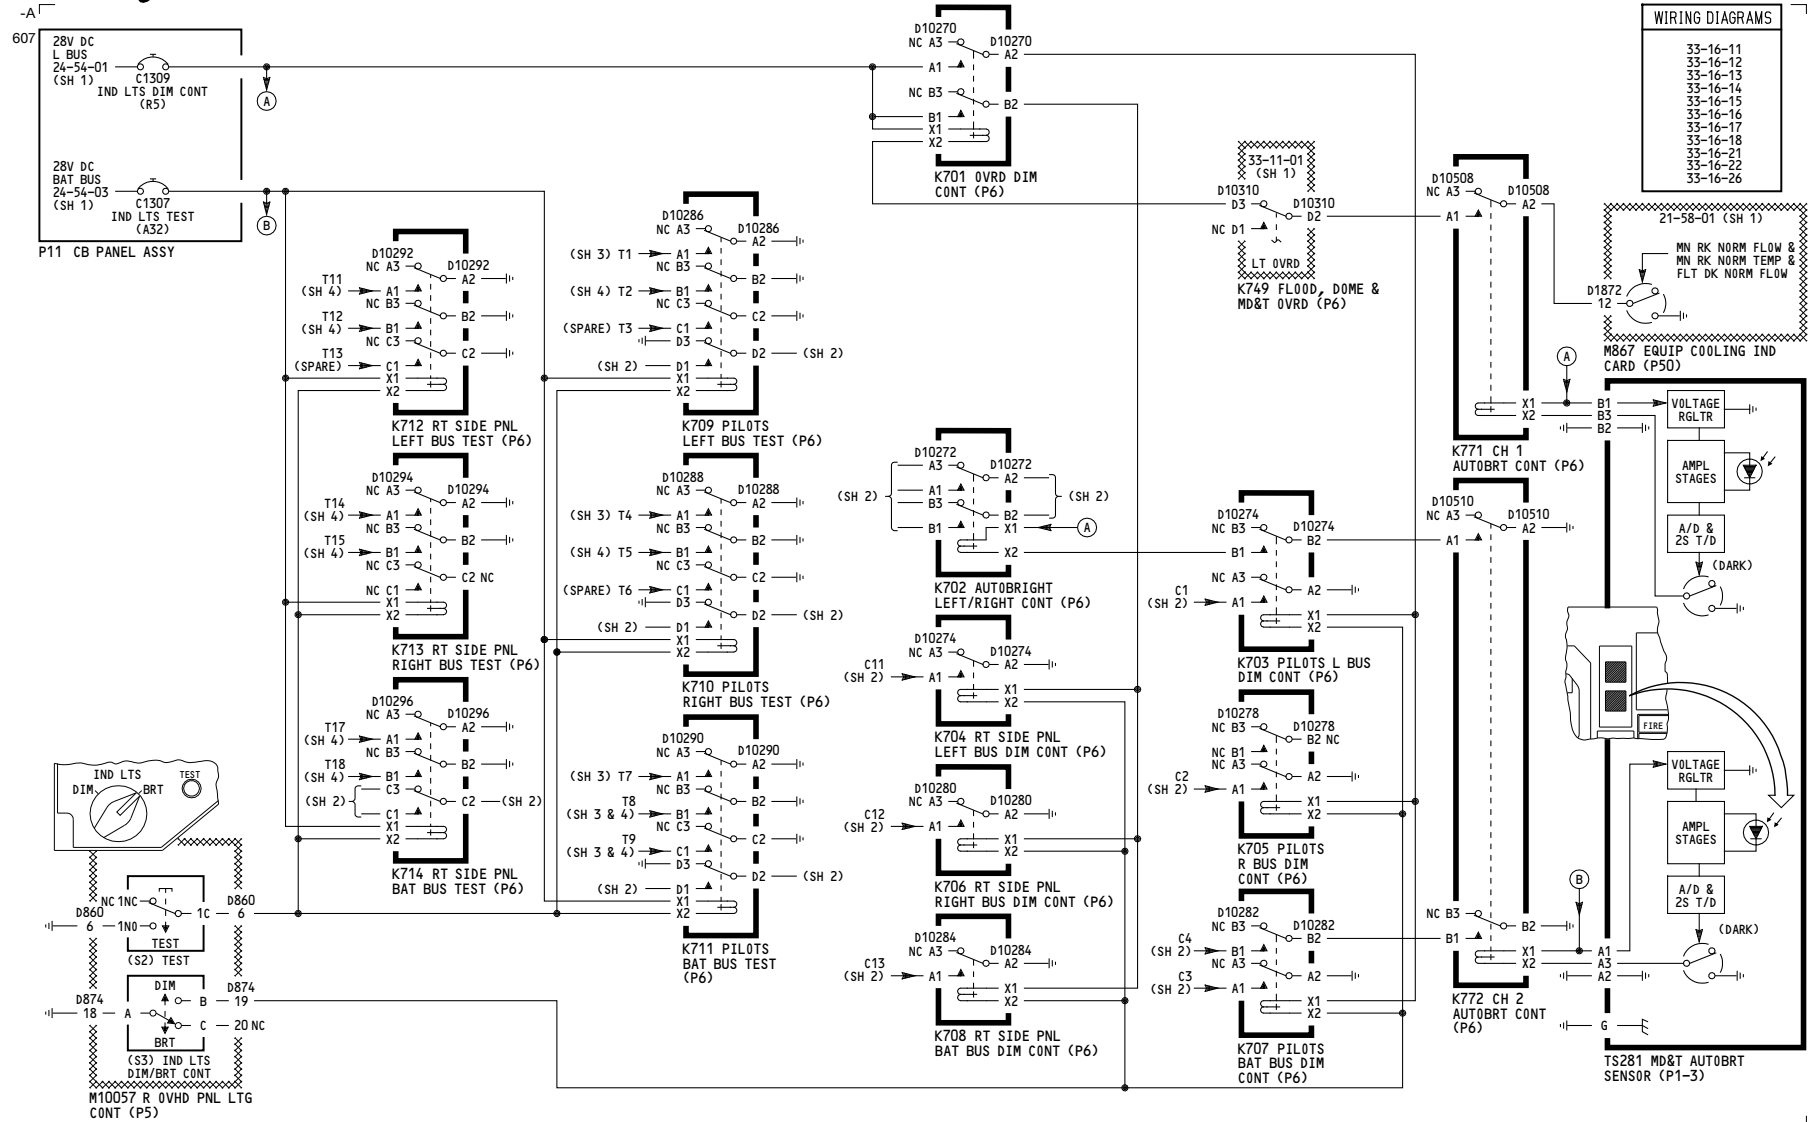 -A
607
28V DC
L BUS
24-54-01
(SH 1)
C1309
IND LTS DIM CONT
(R5)
A
28V DC
BAT BUS
24-54-03
(SH 1)
C1307
IND LTS TEST
(A32)
B
P11 CB PANEL ASSY
D10292
NC A3
D10292
A2
T11
(SH 4)
A1
NC B3
B2
T12
(SH 4)
B1
NC C3
C2
T13
(SPARE)
C1
X1
X2
K712 RT SIDE PNL
LEFT BUS TEST (P6)
D10294
NC A3
D10294
A2
T14
(SH 4)
A1
NC B3
B2
T15
(SH 4)
B1
NC C3
C2 NC
NC C1
X1
X2
K713 RT SIDE PNL
RIGHT BUS TEST (P6)
D10296
NC A3
D10296
A2
T17
(SH 4)
A1
NC B3
B2
T18
(SH 4)
B1
C3
(SH 2)
C2
(SH 2)
C1
X1
X2
K714 RT SIDE PNL
BAT BUS TEST (P6)
IND LTS
DIM
BRT
TEST
D860
6
NC 1NC
1C
D860
6
1NO
TEST
(S2) TEST
D874
18
A
DIM
B
D874
19
C
20 NC
BRT
(S3) IND LTS
DIM/BRT CONT
M10057 R OVHD PNL LTG
CONT (P5)
D10286
NC A3
D10286
A2
(SH 3) T1
A1
NC B3
B2
(SH 4) T2
B1
NC C3
C2
(SPARE) T3
C1
D3
D2
(SH 2)
(SH 2)
D1
X1
X2
K709 PILOTS
LEFT BUS TEST (P6)
D10288
NC A3
D10288
A2
(SH 3) T4
A1
NC B3
B2
(SH 4) T5
B1
NC C3
C2
(SPARE) T6
C1
D3
D2
(SH 2)
(SH 2)
D1
X1
X2
K710 PILOTS
RIGHT BUS TEST (P6)
D10290
NC A3
D10290
A2
(SH 3) T7
A1
NC B3
B2
T8
(SH 3 & 4)
B1
NC C3
C2
T9
(SH 3 & 4)
C1
D3
D2
(SH 2)
(SH 2)
D1
X1
X2
K711 PILOTS
BAT BUS TEST
(P6)
D10270
NC A3
D10270
A2
A1
NC B3
B2
B1
X1
X2
K701 OVRD DIM
CONT (P6)
D10272
A3
D10272
A2
(SH 2)
A1
B3
(SH 2)
B2
B1
X1
A
X2
K702 AUTOBRIGHT
LEFT/RIGHT CONT (P6)
D10274
NC A3
D10274
A2
C11
(SH 2)
A1
X1
X2
K704 RT SIDE PNL
LEFT BUS DIM CONT (P6)
D10280
NC A3
D10280
A2
C12
(SH 2)
A1
X1
X2
K706 RT SIDE PNL
RIGHT BUS DIM CONT (P6)
D10284
NC A3
D10284
A2
C13
(SH 2)
A1
X1
X2
K708 RT SIDE PNL
BAT BUS DIM CONT (P6)
33-11-01
(SH 1)
D10310
D3
D10310
D2
NC D1
LT OVRD
K749 FLOOD, DOME &
MD&T OVRD (P6)
D10274
NC B3
D10274
B2
B1
NC A3
A2
C1
(SH 2)
A1
X1
X2
K703 PILOTS L BUS
DIM CONT (P6)
D10278
NC B3
D10278
B2 NC
NC B1
NC A3
A2
C2
(SH 2)
A1
X1
X2
K705 PILOTS
R BUS DIM
CONT (P6)
D10282
NC B3
D10282
B2
C4
(SH 2)
B1
NC A3
A2
C3
(SH 2)
A1
X1
X2
K707 PILOTS
BAT BUS DIM
CONT (P6)
D10508
NC A3
D10508
A2
A1
X1
X2
K771 CH 1
AUTOBRT CONT (P6)
D10510
NC A3
D10510
A2
A1
NC B3
B2
B1
X1
X2
K772 CH 2
AUTOBRT CONT
(P6)
WIRING DIAGRAMS
33-16-11
33-16-12
33-16-13
33-16-14
33-16-15
33-16-16
33-16-17
33-16-18
33-16-21
33-16-22
33-16-26
21-58-01 (SH 1)
MN RK NORM FLOW &
MN RK NORM TEMP &
FLT DK NORM FLOW
D1872
12
M867 EQUIP COOLING IND
CARD (P50)
A
B1
B3
B2
VOLTAGE
RGLTR
AMPL
STAGES
A/D &
2S T/D
(DARK)
FIRE
VOLTAGE
RGLTR
AMPL
STAGES
A/D &
2S T/D
(DARK)
B
A1
A3
A2
G
TS281 MD&T AUTOBRT
SENSOR (P1-3)